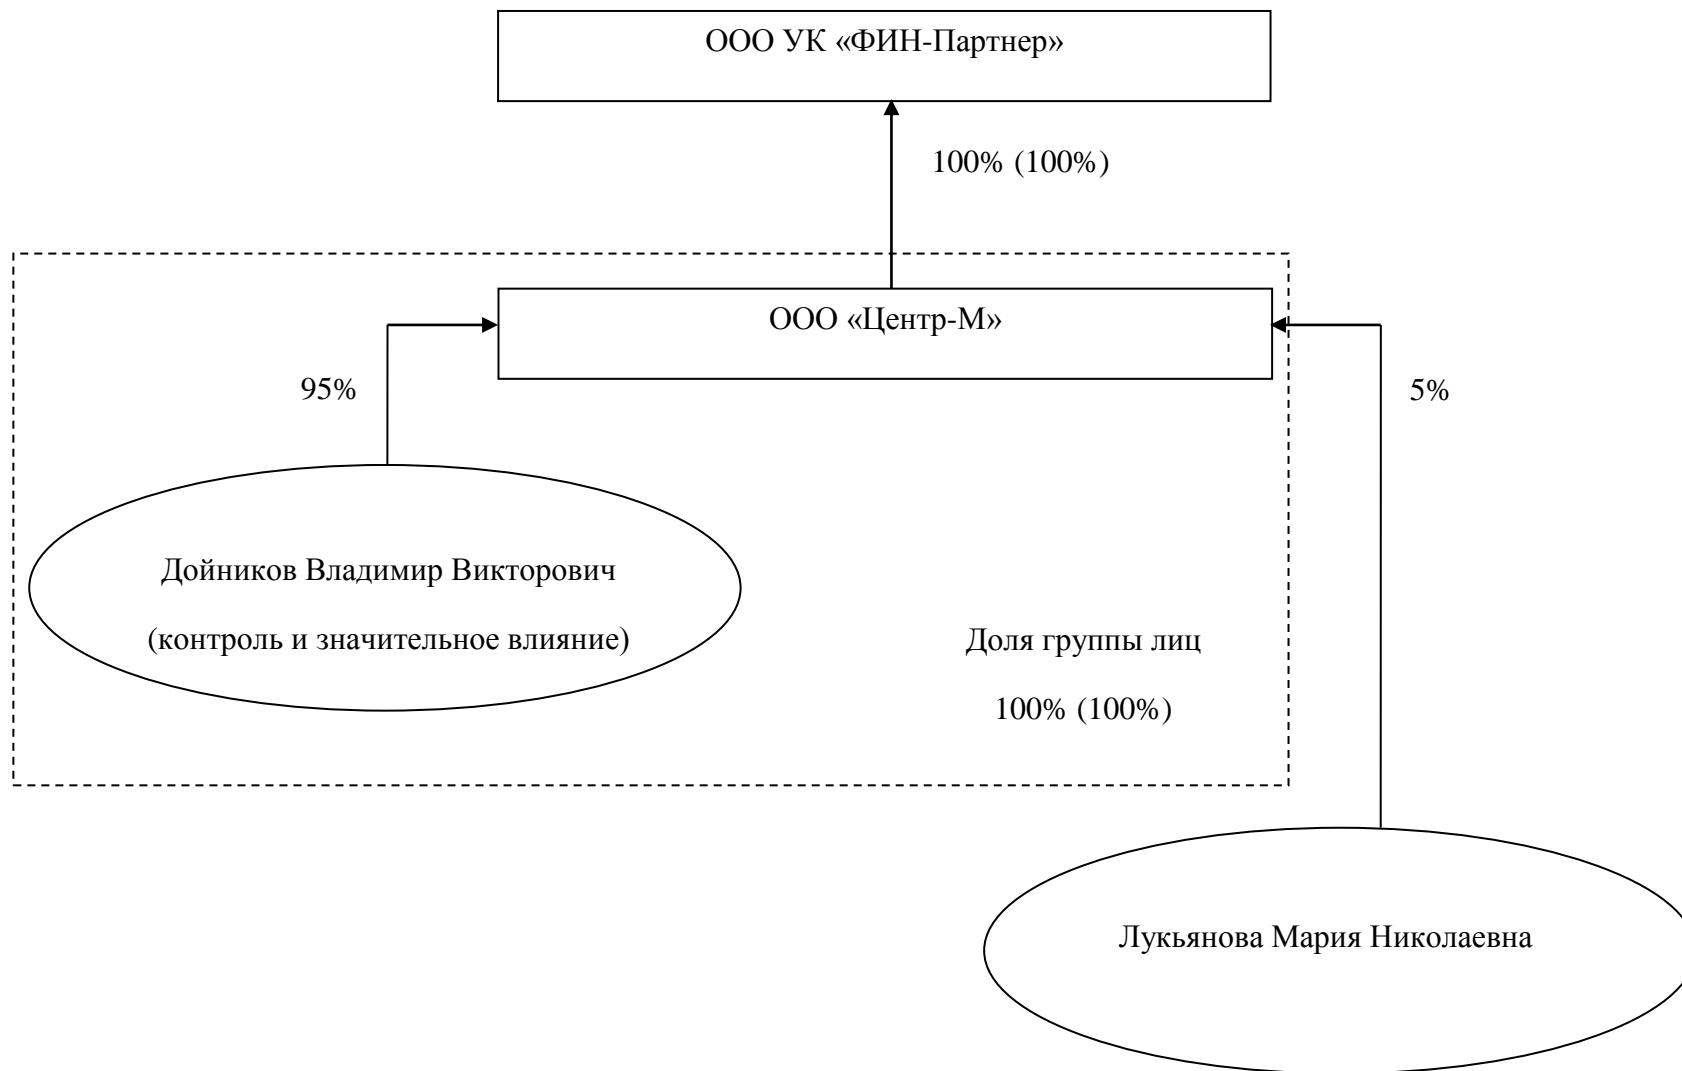 ООО УК «ФИН-Партнер»
100% (100%)
ООО «Центр-М»
95%
5%
Дойников Владимир Викторович
(контроль и значительное влияние)
Доля группы лиц
100% (100%)
Лукьянова Мария Николаевна